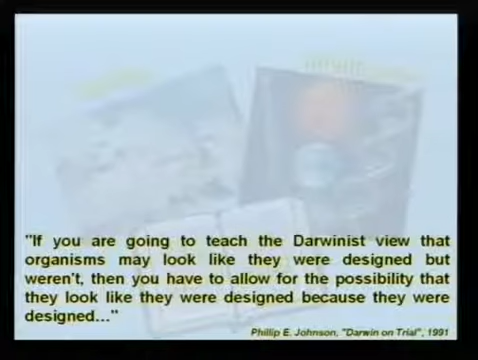 "If you are going to teach the Darwinist view that
organisms may look like they were designed but
weren't, then you have to allow for the possibility that
they look like they were designed because they were
designed..."
Phillip E. Johnson, "Darwin on Trial", 1991